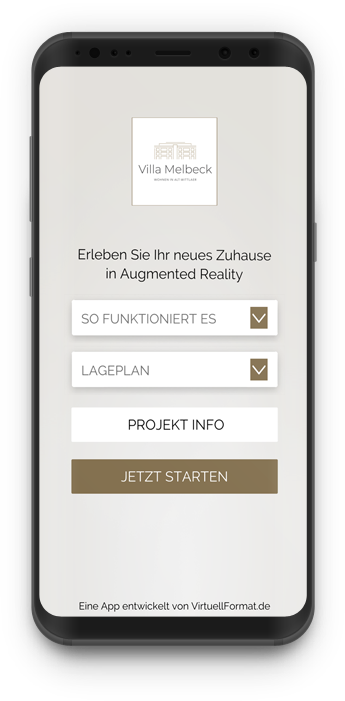 Villa Melbeck
Erleben Sie Ihr neues Zuhause
in Augmented Reality
SO FUNKTIONIERT ES
LAGEPLAN
PROJEKT INFO
JETZT STARTEN
Eine App entwickelt von VirtuellFormat.de